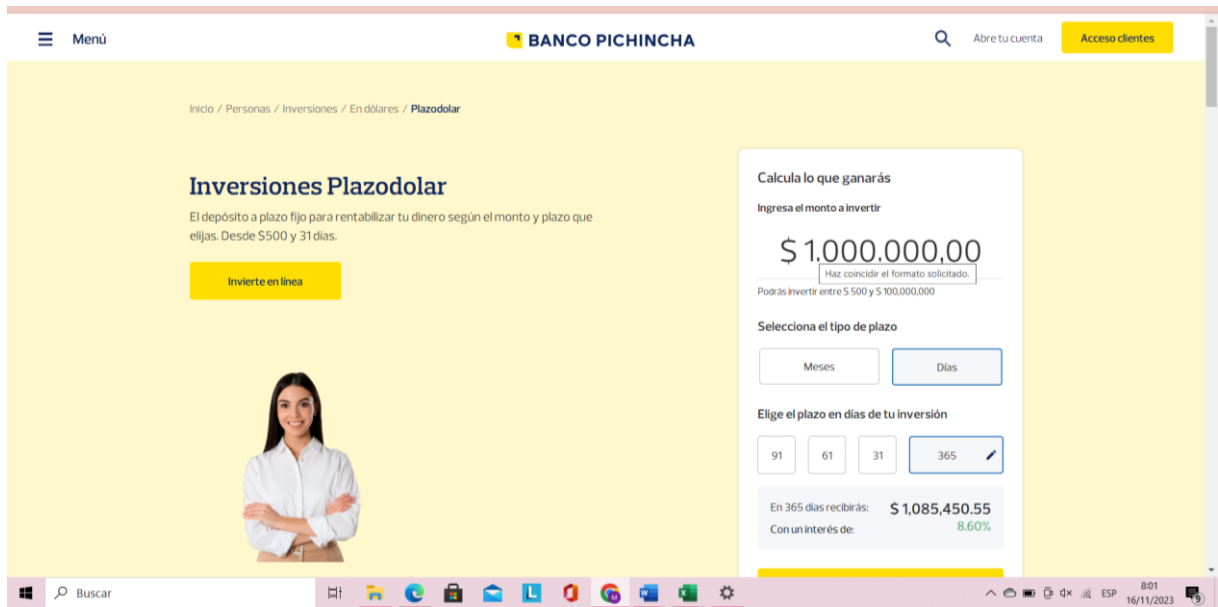 Menú
BANCO PICHINCHA
Abre tu cuenta
Acceso clientes
Inicio / Personas / Inversiones / En dólares / Plazodolar
Inversiones Plazodolar
El depósito a plazo fijo para rentabilizar tu dinero según el monto y plazo que
elijas. Desde $500 y 31 días.
Invierte en línea
Calcula lo que ganarás
Ingresa el monto a invertir
$ 1.000.000,00
Haz coincidir el formato solicitado.
Podrás invertir entre $ 500 y $ 100,000,000
Selecciona el tipo de plazo
Meses
Días
Elige el plazo en días de tu inversión
91
61
31
365
En 365 días recibirás: $ 1,085,450.55
Con un interés de: 8.60%
Buscar
ESP
8:01
16/11/2023
9